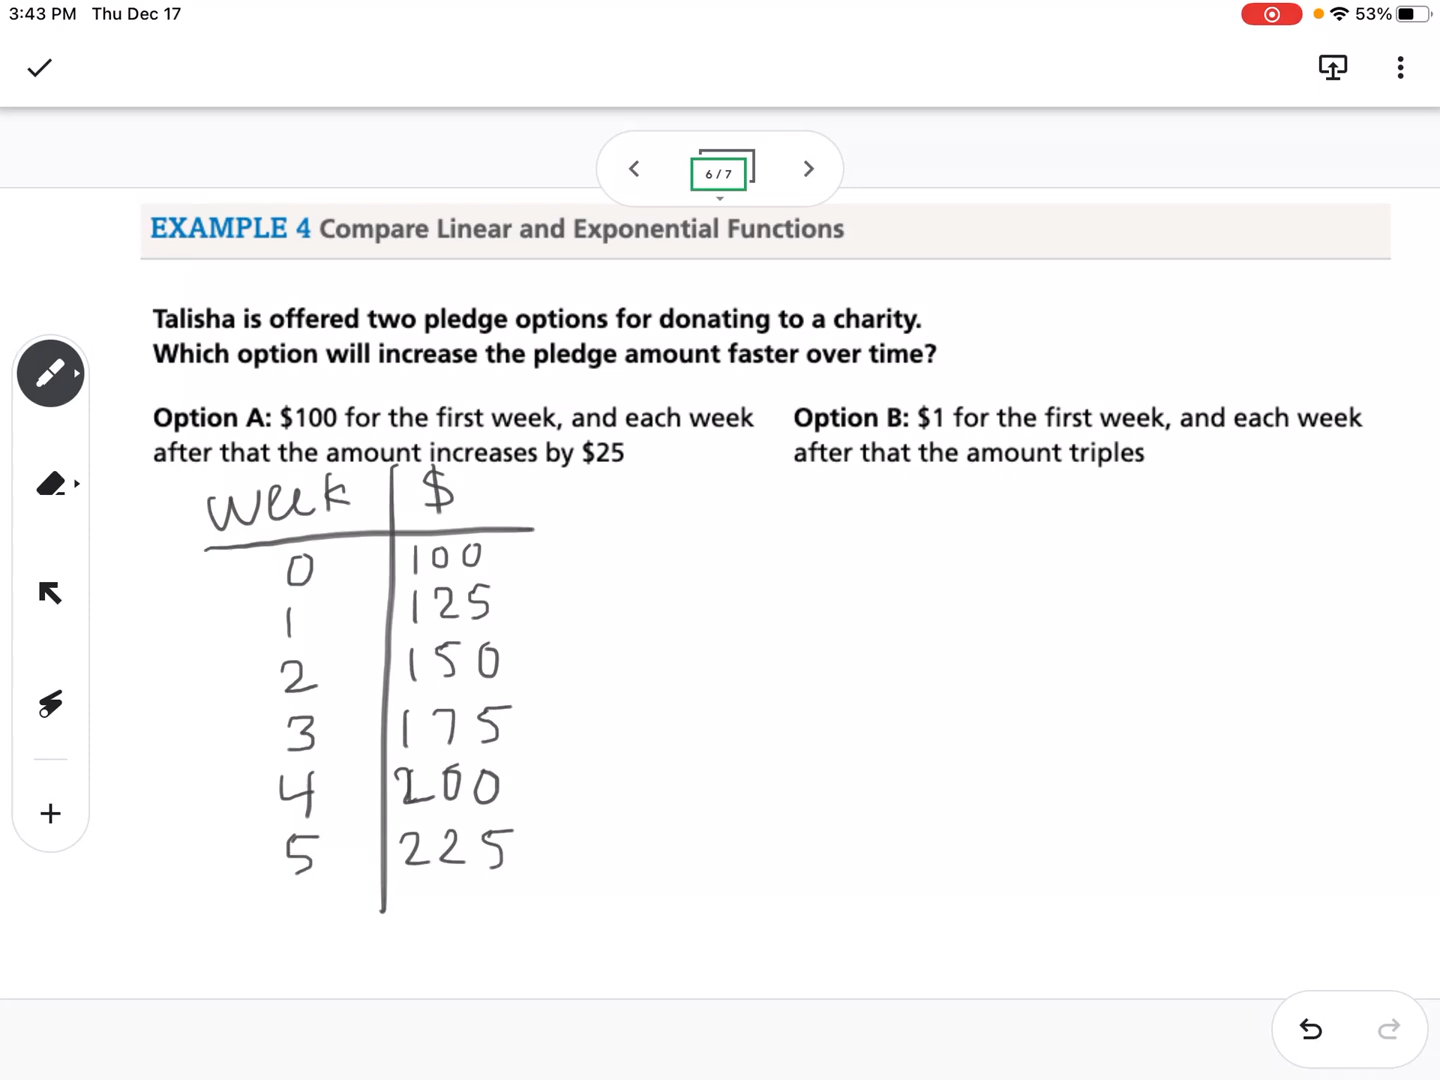 3:43 PM Thu Dec 17
53%
6 / 7
EXAMPLE 4 Compare Linear and Exponential Functions
Talisha is offered two pledge options for donating to a charity.
Which option will increase the pledge amount faster over time?
Option A: $100 for the first week, and each week
after that the amount increases by $25
Option B: $1 for the first week, and each week
after that the amount triples
week $
0 100
1 125
2 150
3 175
4 200
5 225